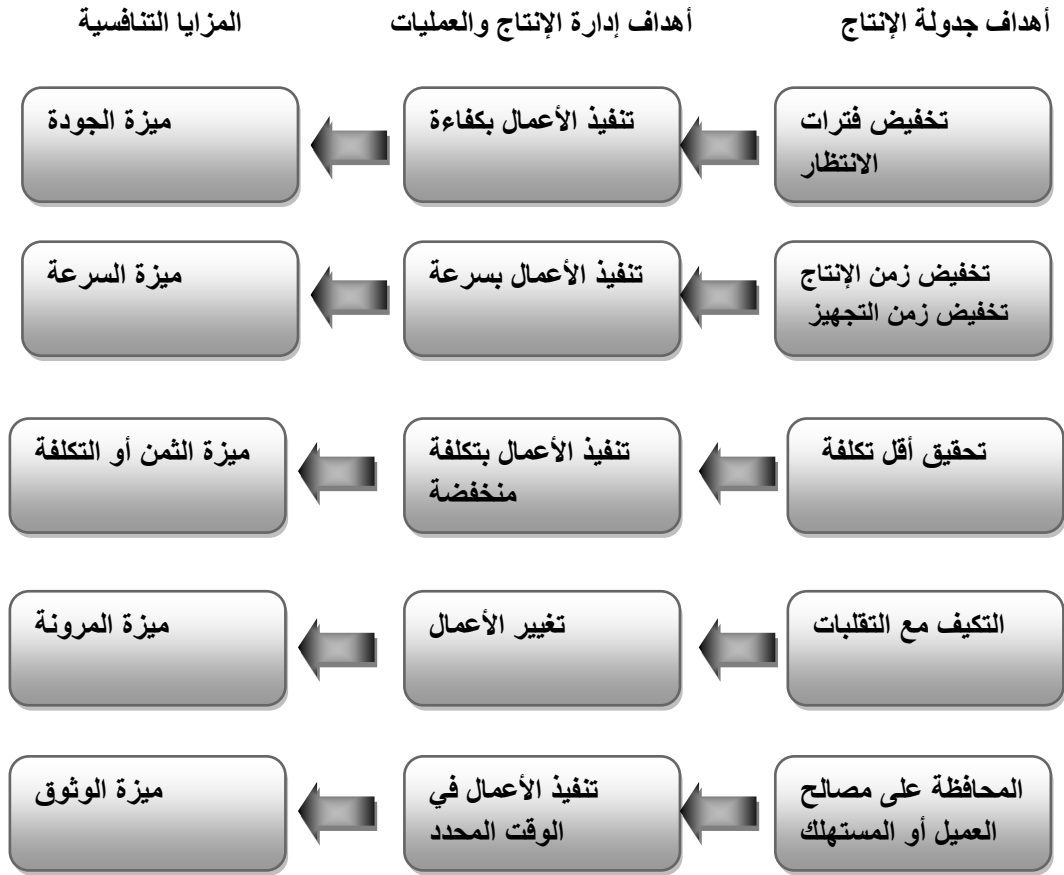 أهداف جدولة الإنتاج
أهداف إدارة الإنتاج والعمليات
المزايا التنافسية
تخفيض فترات
الانتظار
تنفيذ الأعمال بكفاءة
ميزة الجودة
تخفيض زمن الإنتاج
تخفيض زمن التجهيز
تنفيذ الأعمال بسرعة
ميزة السرعة
تحقيق أقل تكلفة
تنفيذ الأعمال بتكلفة
منخفضة
ميزة الثمن أو التكلفة
التكيف مع التقلبات
تغيير الأعمال
ميزة المرونة
المحافظة على مصالح
العميل أو المستهلك
تنفيذ الأعمال في
الوقت المحدد
ميزة الوثوق